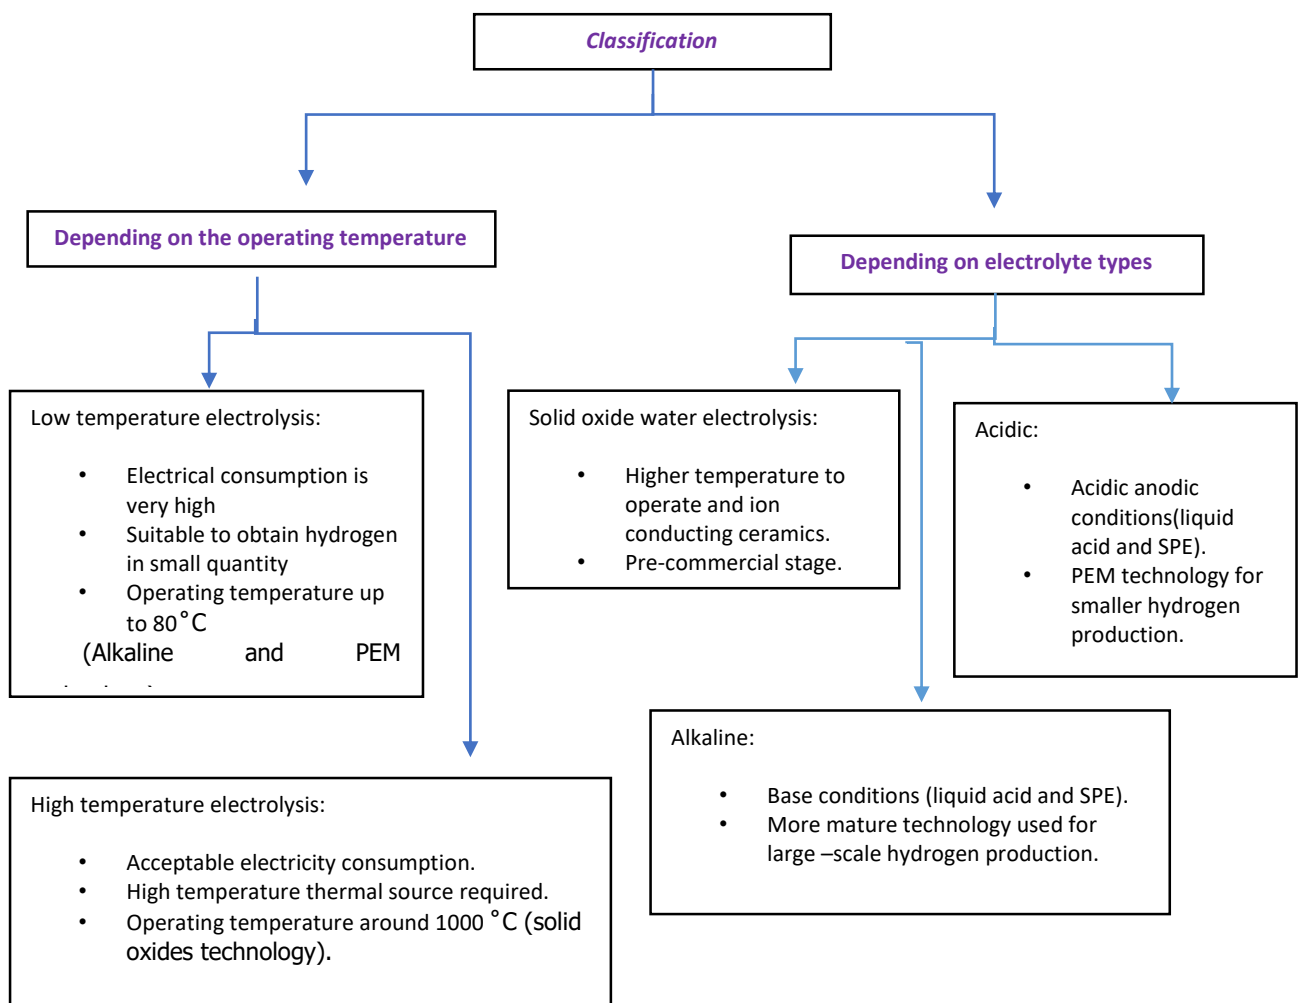 Classification
Depending on the operating temperature
Depending on electrolyte types
Low temperature electrolysis:
• Electrical consumption is
very high
• Suitable to obtain hydrogen
in small quantity
• Operating temperature up
to 80°C
(Alkaline and PEM
High temperature electrolysis:
• Acceptable electricity consumption.
• High temperature thermal source required.
• Operating temperature around 1000 °C (solid
oxides technology).
Solid oxide water electrolysis:
• Higher temperature to
operate and ion
conducting ceramics.
• Pre-commercial stage.
Alkaline:
• Base conditions (liquid acid and SPE).
• More mature technology used for
large –scale hydrogen production.
Acidic:
• Acidic anodic
conditions(liquid
acid and SPE).
• PEM technology for
smaller hydrogen
production.